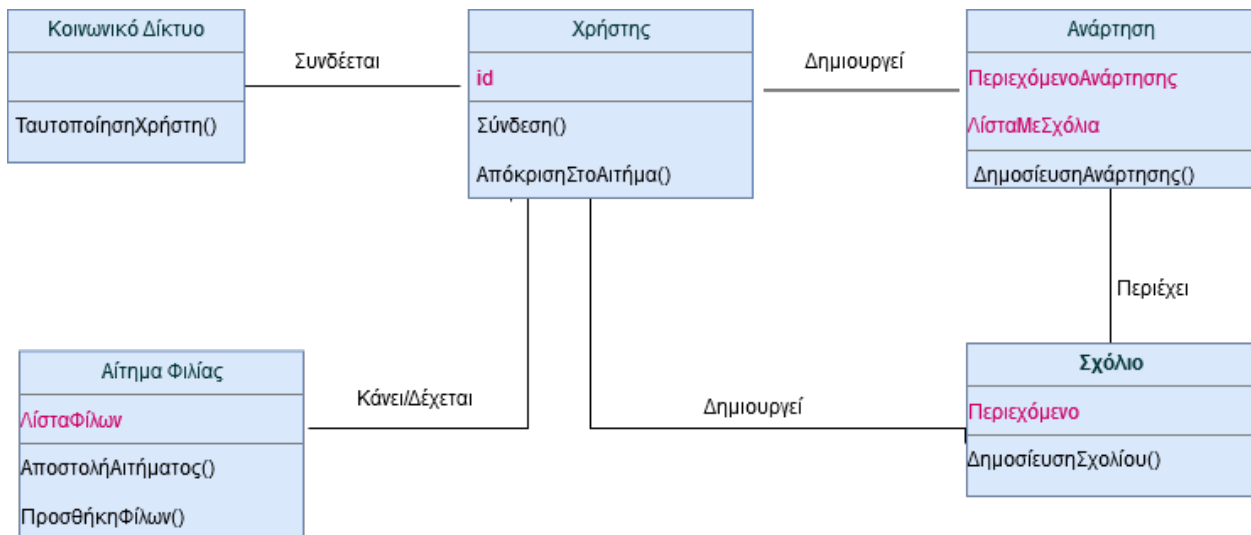 Κοινωνικό Δίκτυο
ΤαυτοποίησηΧρήστη()
Συνδέεται
Χρήστης
id
Σύνδεση()
ΑπόκρισηΣτοΑιτήμα()
Δημιουργεί
Ανάρτηση
ΠεριεχόμενοΑνάρτησης
ΛίσταΜεΣχόλια
ΔημοσίευσηΑνάρτησης()
Περιέχει
Αίτημα Φιλίας
ΛίσταΦίλων
ΑποστολήΑιτήματος()
ΠροσθήκηΦίλων()
Κάνει/Δέχεται
Δημιουργεί
Σχόλιο
Περιεχόμενο
ΔημοσίευσηΣχολίου()